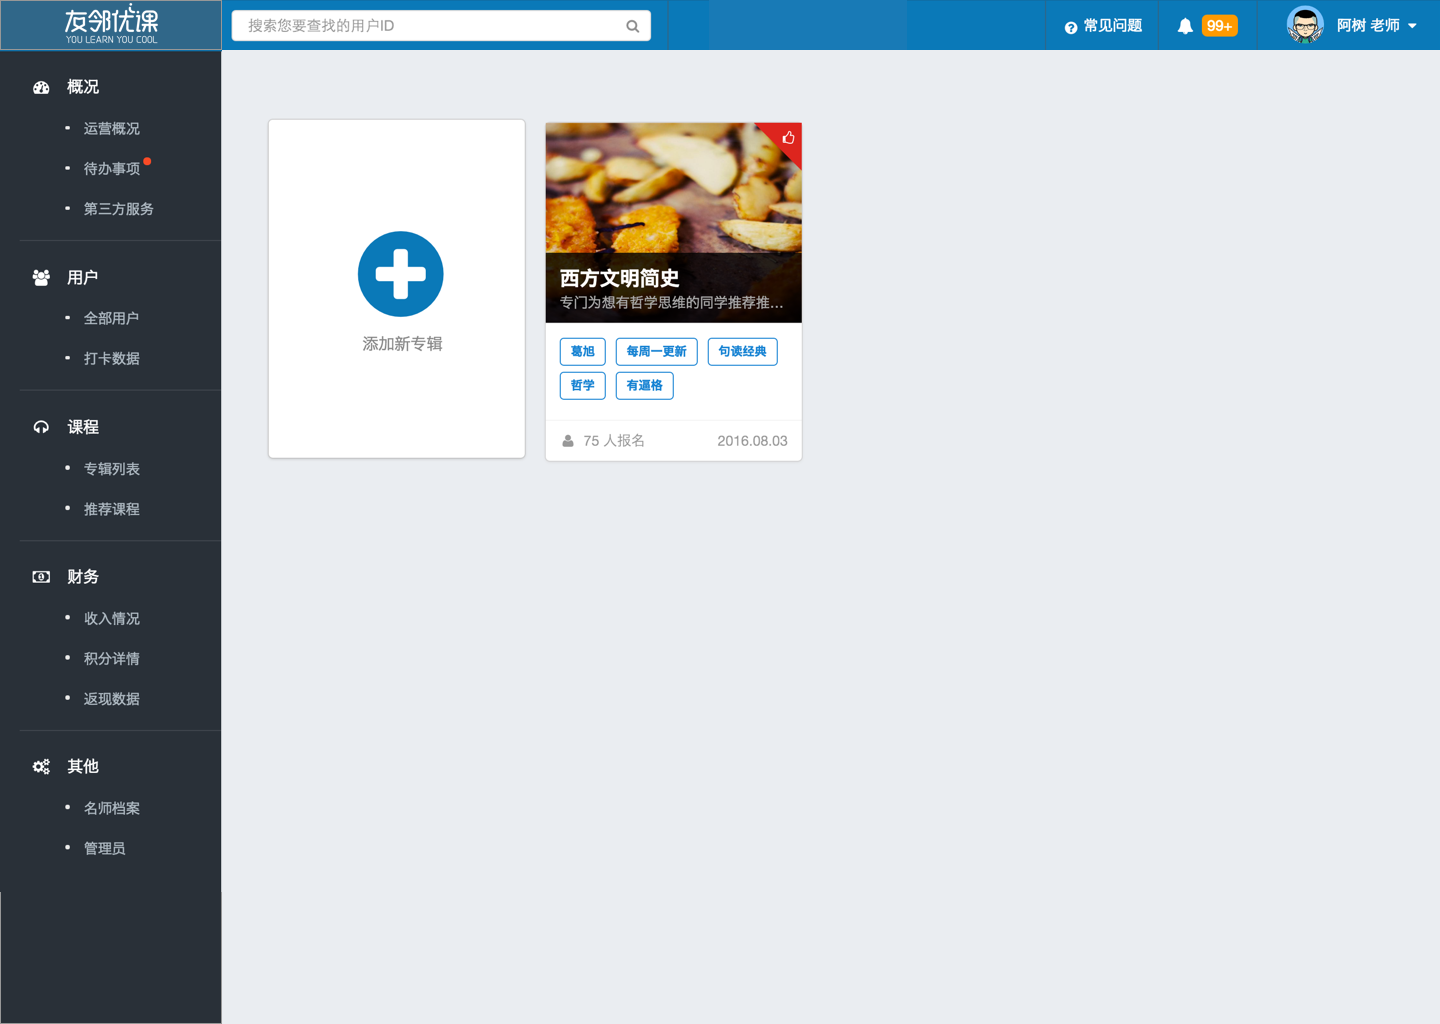 友邻优课
YOU LEARN YOU COOL
搜索您要查找的用户ID
常见问题
99+
阿树 老师
概况
运营概况
待办事项
第三方服务
用户
全部用户
打卡数据
课程
专辑列表
推荐课程
财务
收入情况
积分详情
返现数据
其他
名师档案
管理员
添加新专辑
西方文明简史
专门为想有哲学思维的同学推荐推...
葛旭 每周一更新 句读经典
哲学 有逼格
75 人报名 2016.08.03